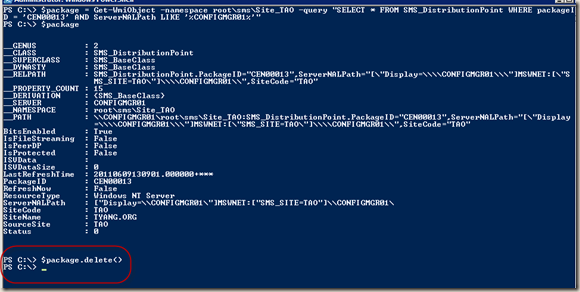 Administrator: Windows PowerShell
PS C:\> $package = Get-WmiObject -namespace root\sms\Site_TAO -query "SELECT * FROM SMS_DistributionPoint WHERE packageI
D = 'CEN00013' AND ServerNALPath LIKE '%CONFIGMGR01%'"
PS C:\> $package
__GENUS : 2
__CLASS : SMS_DistributionPoint
__SUPERCLASS : SMS_BaseClass
__DYNASTY : SMS_BaseClass
__RELPATH : SMS_DistributionPoint.PackageID="CEN00013",ServerNALPath="[\"Display=\\\\CONFIGMGR01\\\"]MSWNET:[\"S
MS_SITE=TAO\"]\\\\CONFIGMGR01\\",SiteCode="TAO"
__PROPERTY_COUNT : 15
__DERIVATION : {SMS_BaseClass}
__SERVER : CONFIGMGR01
__NAMESPACE : root\sms\Site_TAO
__PATH : \\CONFIGMGR01\root\sms\Site_TAO:SMS_DistributionPoint.PackageID="CEN00013",ServerNALPath="[\"Display
=\\\\CONFIGMGR01\\\"]MSWNET:[\"SMS_SITE=TAO\"]\\\\CONFIGMGR01\\",SiteCode="TAO"
BitsEnabled : True
IsFileStreaming : False
IsPeerDP : False
IsProtected : False
ISVData :
ISVDataSize : 0
LastRefreshTime : 20110609130901.000000+***
PackageID : CEN00013
RefreshNow : False
ResourceType : Windows NT Server
ServerNALPath : ["Display=\\CONFIGMGR01\"]MSWNET:["SMS_SITE=TAO"]\\CONFIGMGR01\
SiteCode : TAO
SiteName : TYANG.ORG
SourceSite : TAO
Status : 0
PS C:\> $package.delete()
PS C:\> _